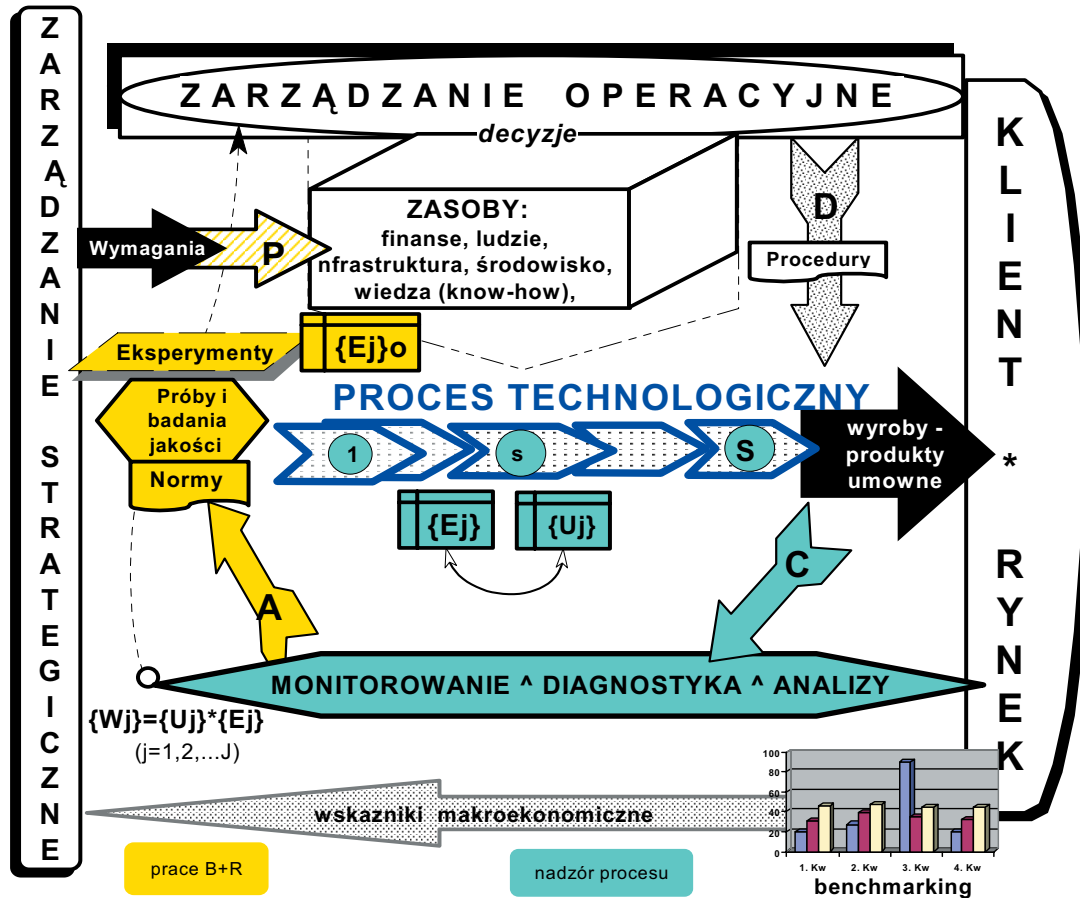 ZARZĄDZANIE STRATEGICZNE
ZARZĄDZANIE OPERACYJNE
decyzje
KLIENT * RYNEK
ZASOBY:
finanse, ludzie,
nfrastruktura, środowisko,
wiedza (know-how),
Wymagania
P
D
Procedury
Eksperymenty
{Ej}o
Próby i
badania
jakości
Normy
PROCES TECHNOLOGICZNY
1
s
S
wyroby -
produkty
umowne
{Ej}
{Uj}
A
C
MONITOROWANIE ^ DIAGNOSTYKA ^ ANALIZY
{Wj}={Uj}*{Ej}
(j=1,2,...J)
wskazniki makroekonomiczne
100
80
60
40
20
0
1. Kw 2. Kw 3. Kw 4. Kw
benchmarking
prace B+R
nadzór procesu